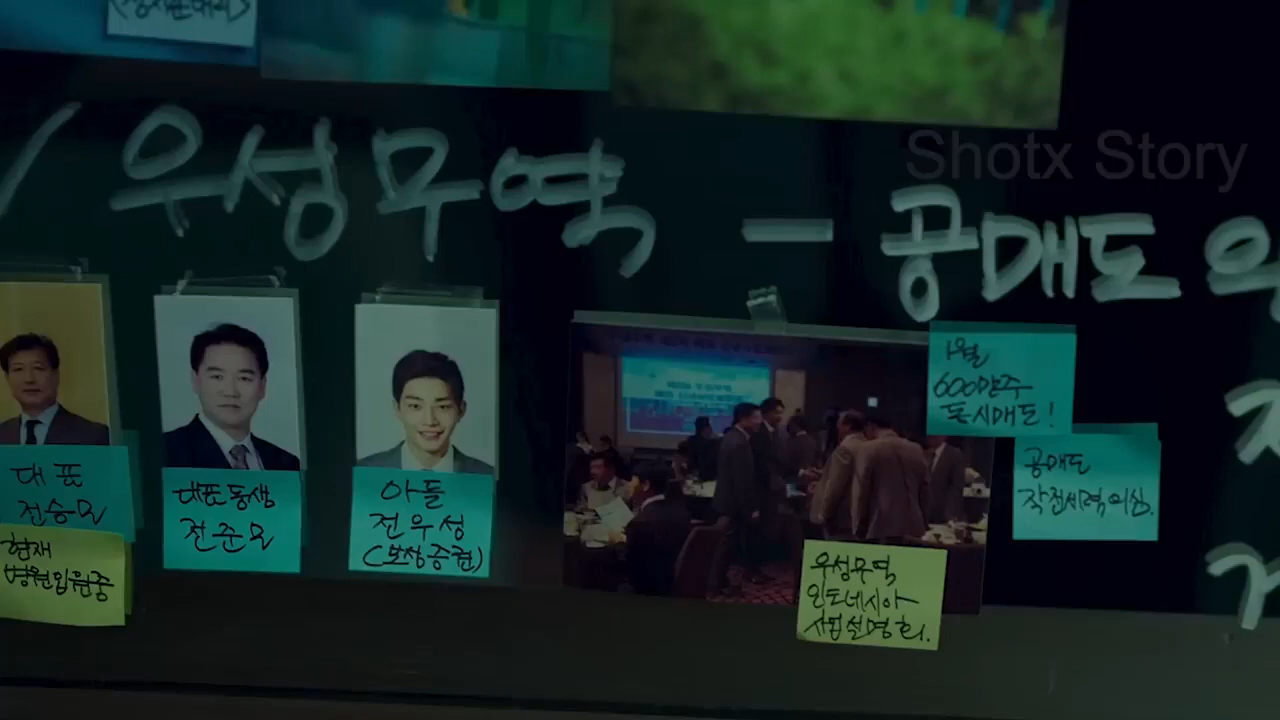 Shotx Story
우성무역 - 공매도 의
대표
전승모
현재
병원입원중
대표동생
전준모
아들
전우성
(보상증권)
1월
600만주
동시매도!
공매도
작전세력의심.
우성무역
인도네시아
사업설명회.